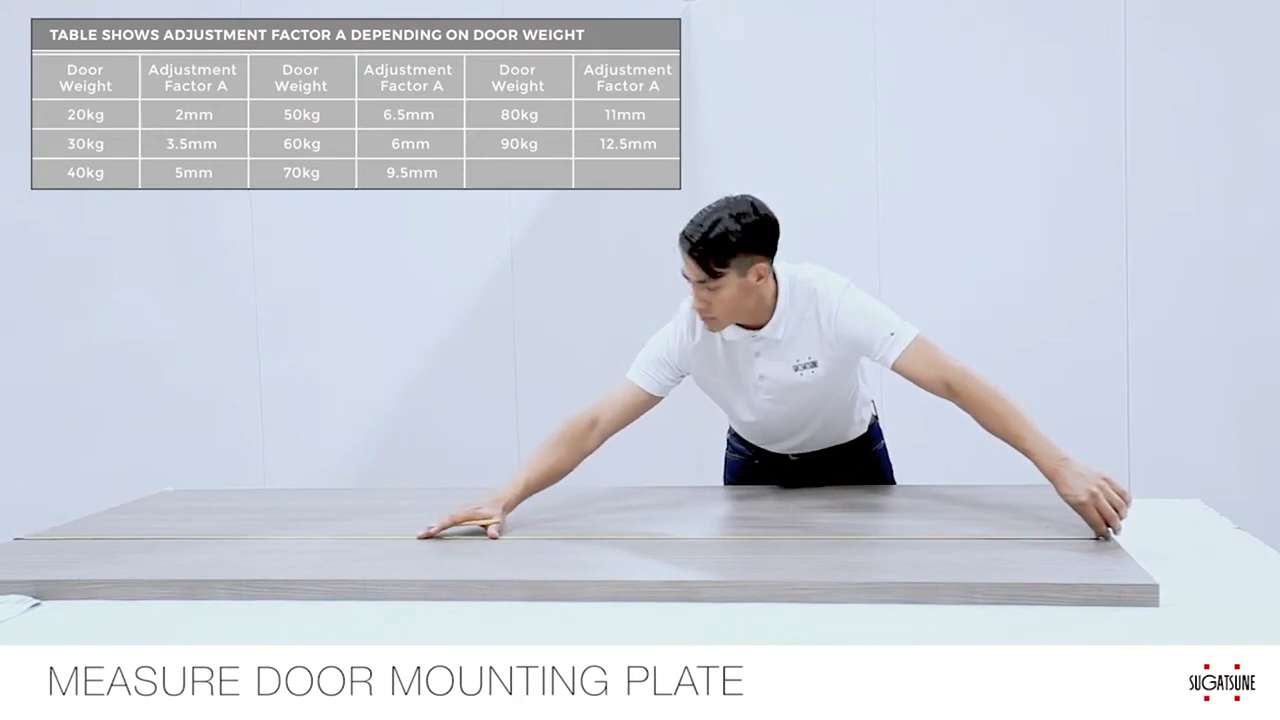 TABLE SHOWS ADJUSTMENT FACTOR A DEPENDING ON DOOR WEIGHT
Door Weight Adjustment Factor A Door Weight Adjustment Factor A Door Weight Adjustment Factor A
20kg 2mm 50kg 6.5mm 80kg 11mm
30kg 3.5mm 60kg 6mm 90kg 12.5mm
40kg 5mm 70kg 9.5mm
SUGATSUNE
MEASURE DOOR MOUNTING PLATE
SUGATSUNE